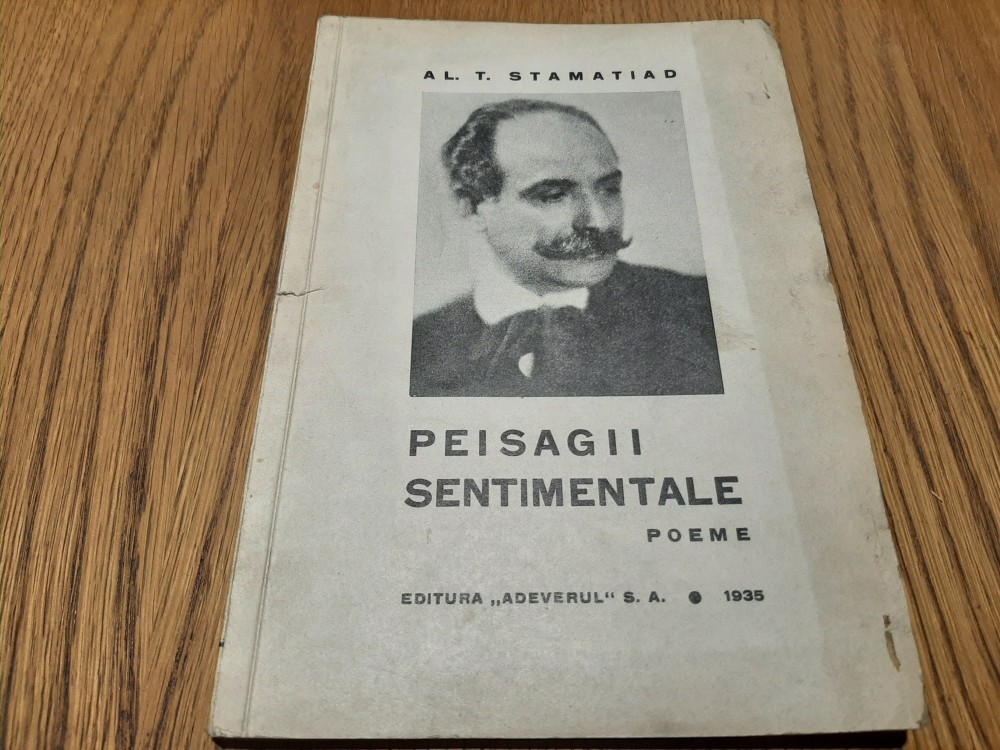 AL. T. STAMATIAD
PEISAGII
SENTIMENTALE
POEME
EDITURA „ADEVERUL“ S. A. ● 1935